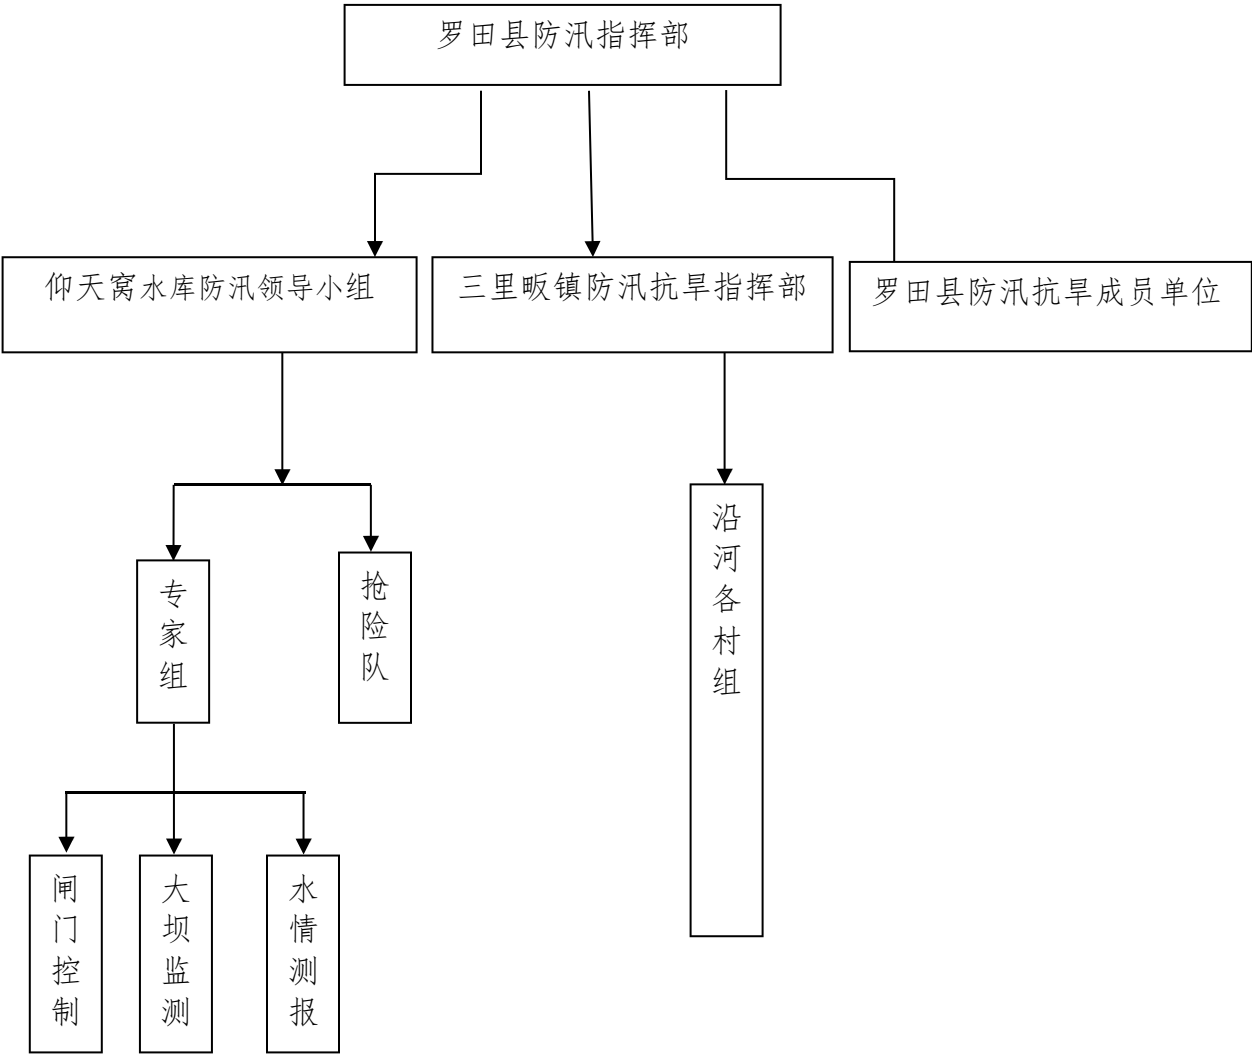 罗田县防汛指挥部
仰天窝水库防汛领导小组
三里畈镇防汛抗旱指挥部
罗田县防汛抗旱成员单位
专家组
抢险队
沿河各村组
闸门控制
大坝监测
水情测报